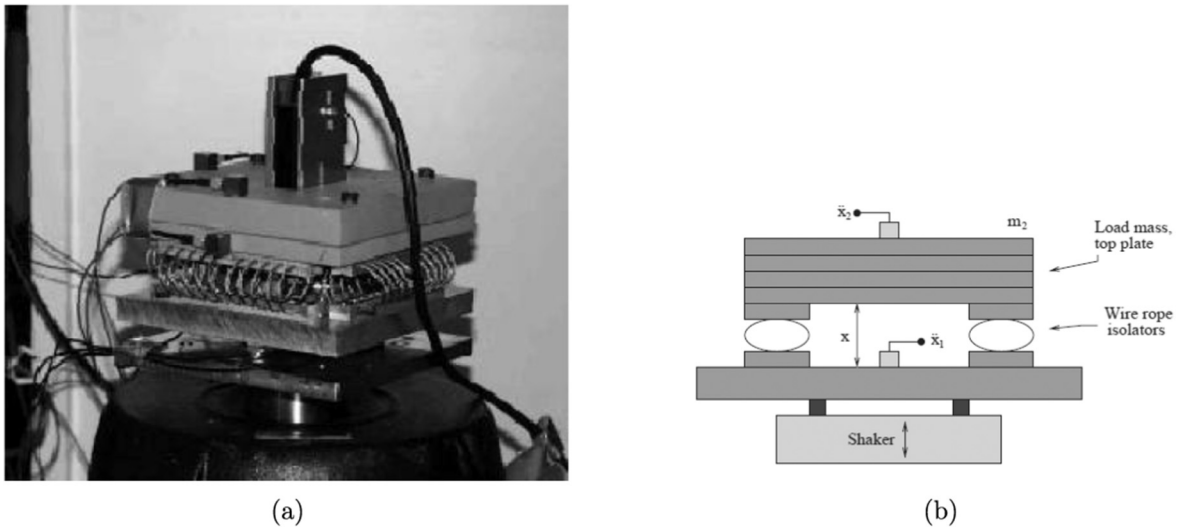 ẍ₂
m₂
Load mass,
top plate
Wire rope
isolators
x
ẍ₁
Shaker
(a)
(b)